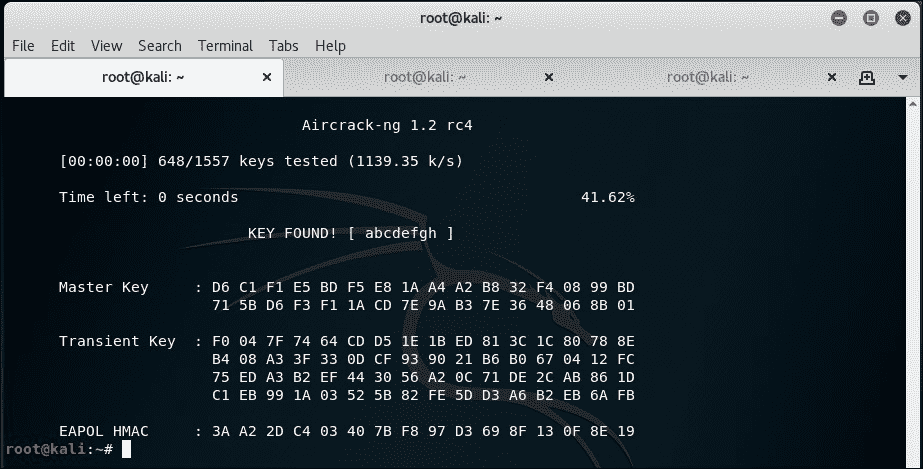 root@kali: ~
File Edit View Search Terminal Tabs Help
root@kali: ~ root@kali: ~ root@kali: ~
Aircrack-ng 1.2 rc4
[00:00:00] 648/1557 keys tested (1139.35 k/s)
Time left: 0 seconds 41.62%
KEY FOUND! [ abcdefgh ]
Master Key : D6 C1 F1 E5 BD F5 E8 1A A4 A2 B8 32 F4 08 99 BD
71 5B D6 F3 F1 1A CD 7E 9A B3 7E 36 48 06 8B 01
Transient Key : F0 04 7F 74 64 CD D5 1E 1B ED 81 3C 1C 80 78 8E
B4 08 A3 3F 33 0D CF 93 90 21 B6 B0 67 04 12 FC
75 ED A3 B2 EF 44 30 56 A2 0C 71 DE 2C AB 86 1D
C1 EB 99 1A 03 52 5B 82 FE 5D D3 A6 B2 EB 6A FB
EAPOL HMAC : 3A A2 2D C4 03 40 7B F8 97 D3 69 8F 13 0F 8E 19
root@kali:~#